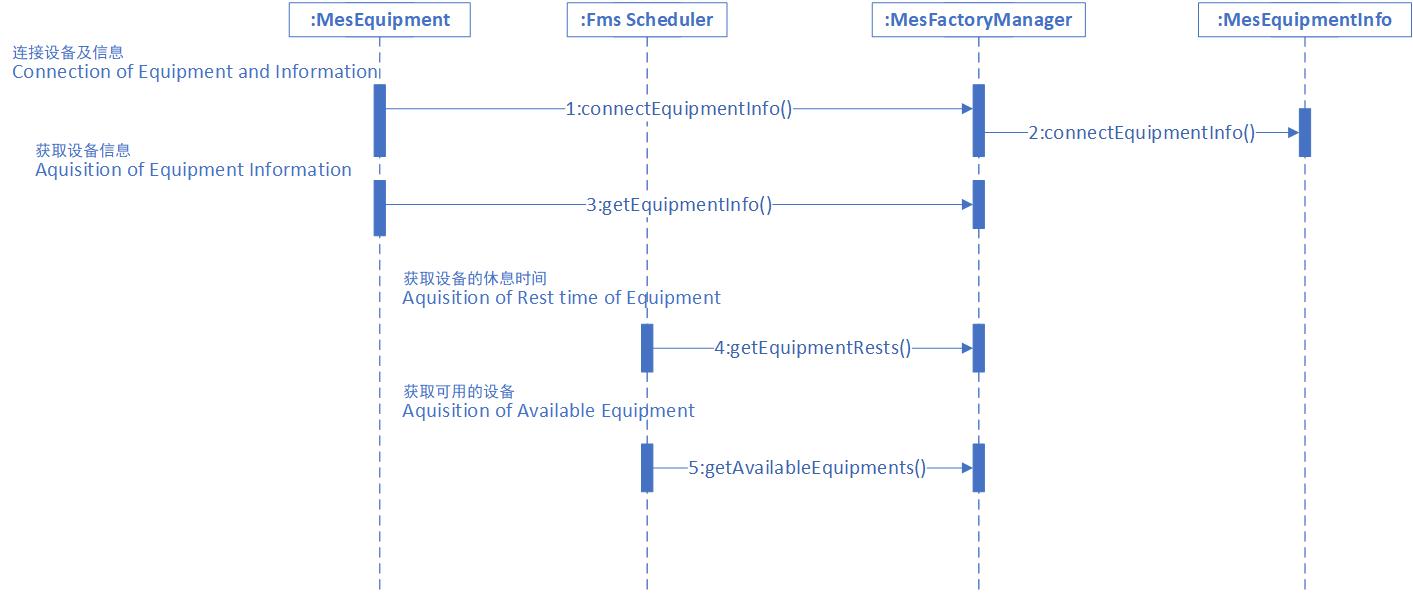 :MesEquipment
:Fms Scheduler
:MesFactoryManager
:MesEquipmentInfo
连接设备及信息
Connection of Equipment and Information
1:connectEquipmentInfo()
2:connectEquipmentInfo()
获取设备信息
Aquisition of Equipment Information
3:getEquipmentInfo()
获取设备的休息时间
Aquisition of Rest time of Equipment
4:getEquipmentRests()
获取可用的设备
Aquisition of Available Equipment
5:getAvailableEquipments()